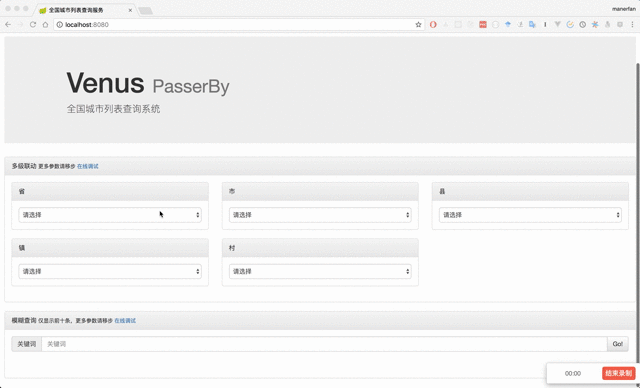 全国城市列表查询服务
manerfan
localhost:8080
Venus PasserBy
全国城市列表查询系统
多级联动 更多参数请移步 在线调试
省
市
县
请选择
请选择
请选择
镇
村
请选择
请选择
模糊查询 仅显示前十条，更多参数请移步 在线调试
关键词
关键词
Go!
00:00
结束录制